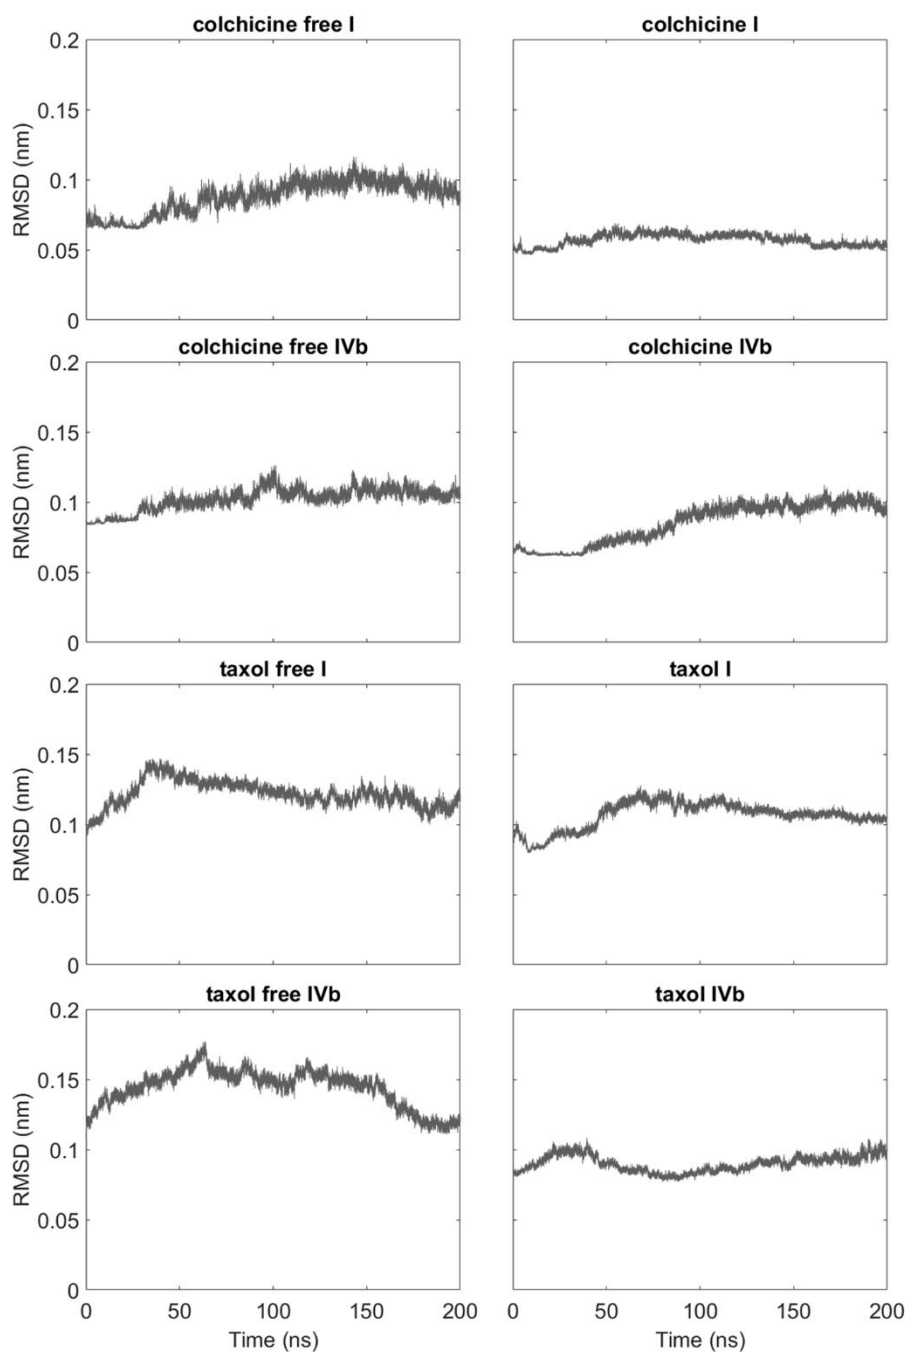 colchicine free I
colchicine I
0.2
0.15
0.1
0.05
0
RMSD (nm)
colchicine free IVb
colchicine IVb
0.2
0.15
0.1
0.05
0
RMSD (nm)
taxol free I
taxol I
0.2
0.15
0.1
0.05
0
RMSD (nm)
taxol free IVb
taxol IVb
0.2
0.15
0.1
0.05
0
RMSD (nm)
0 50 100 150 200
0 50 100 150 200
Time (ns)
Time (ns)